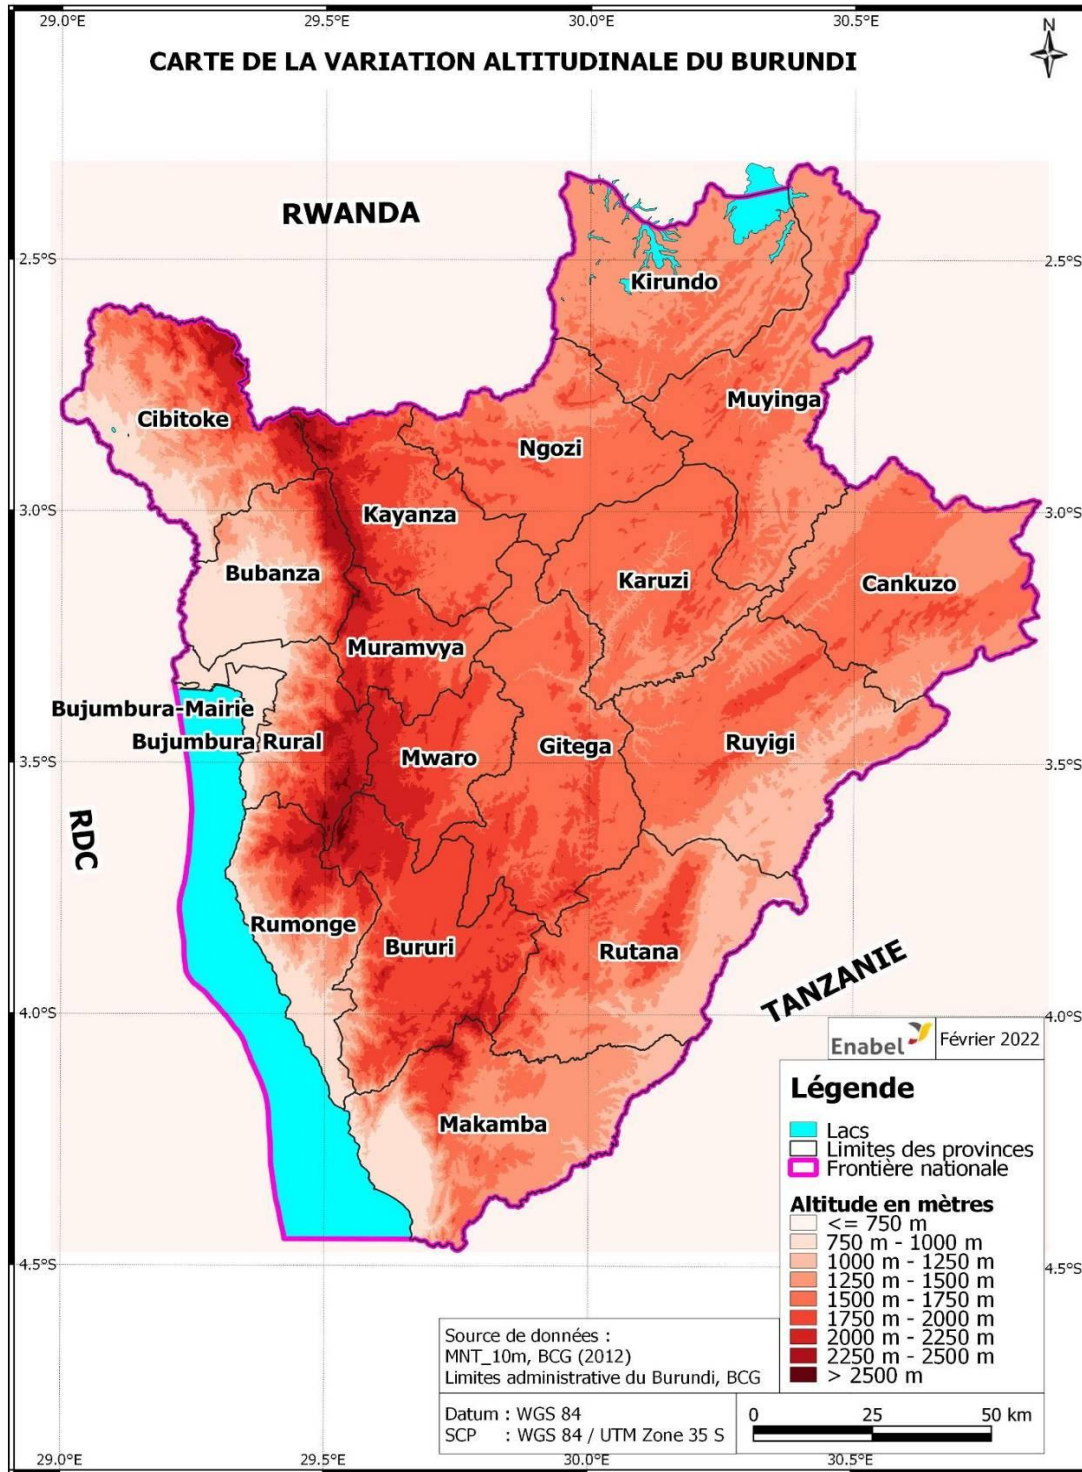 29.0°E 29.5°E 30.0°E 30.5°E
N
CARTE DE LA VARIATION ALTITUDINALE DU BURUNDI
RWANDA
2.5°S 2.5°S
Kirundo
Muyinga
Cibitoke
Ngozi
Kayanza
3.0°S 3.0°S
Bubanza
Karuzi
Cankuzo
Muramvya
Bujumbura-Mairie
Bujumbura Rural
Mwaro
Gitega
Ruyigi
3.5°S 3.5°S
RDC
Rumonge
Bururi
Rutana
TANZANIE
4.0°S 4.0°S
Makamba
Enabel
Février 2022
Légende
Lacs
Limites des provinces
Frontière nationale
Altitude en mètres
<= 750 m
750 m - 1000 m
1000 m - 1250 m
1250 m - 1500 m
1500 m - 1750 m
1750 m - 2000 m
2000 m - 2250 m
2250 m - 2500 m
> 2500 m
4.5°S 4.5°S
Source de données :
MNT_10m, BCG (2012)
Limites administrative du Burundi, BCG
Datum : WGS 84
SCP : WGS 84 / UTM Zone 35 S
0 25 50 km
29.0°E 29.5°E 30.0°E 30.5°E